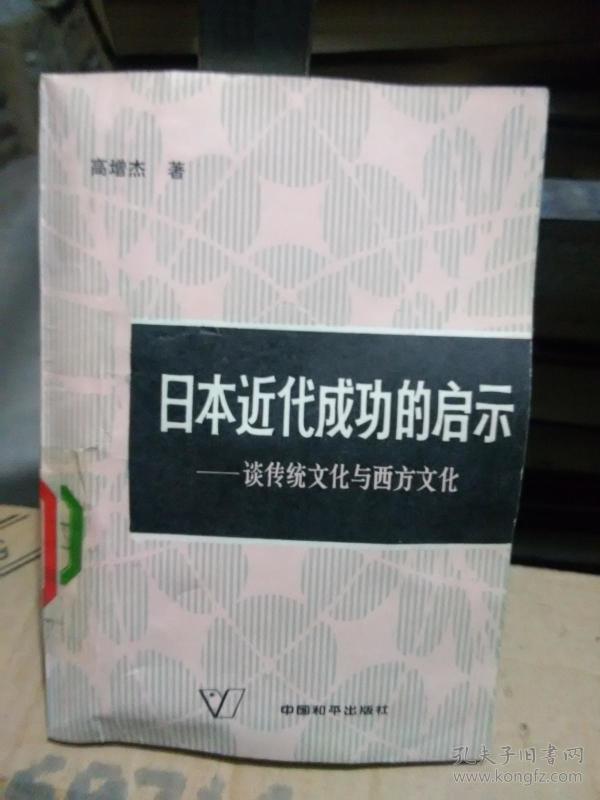 高增杰 著
日本近代成功的启示
——谈传统文化与西方文化
中国和平出版社
孔夫子旧书网
www.kongfz.com